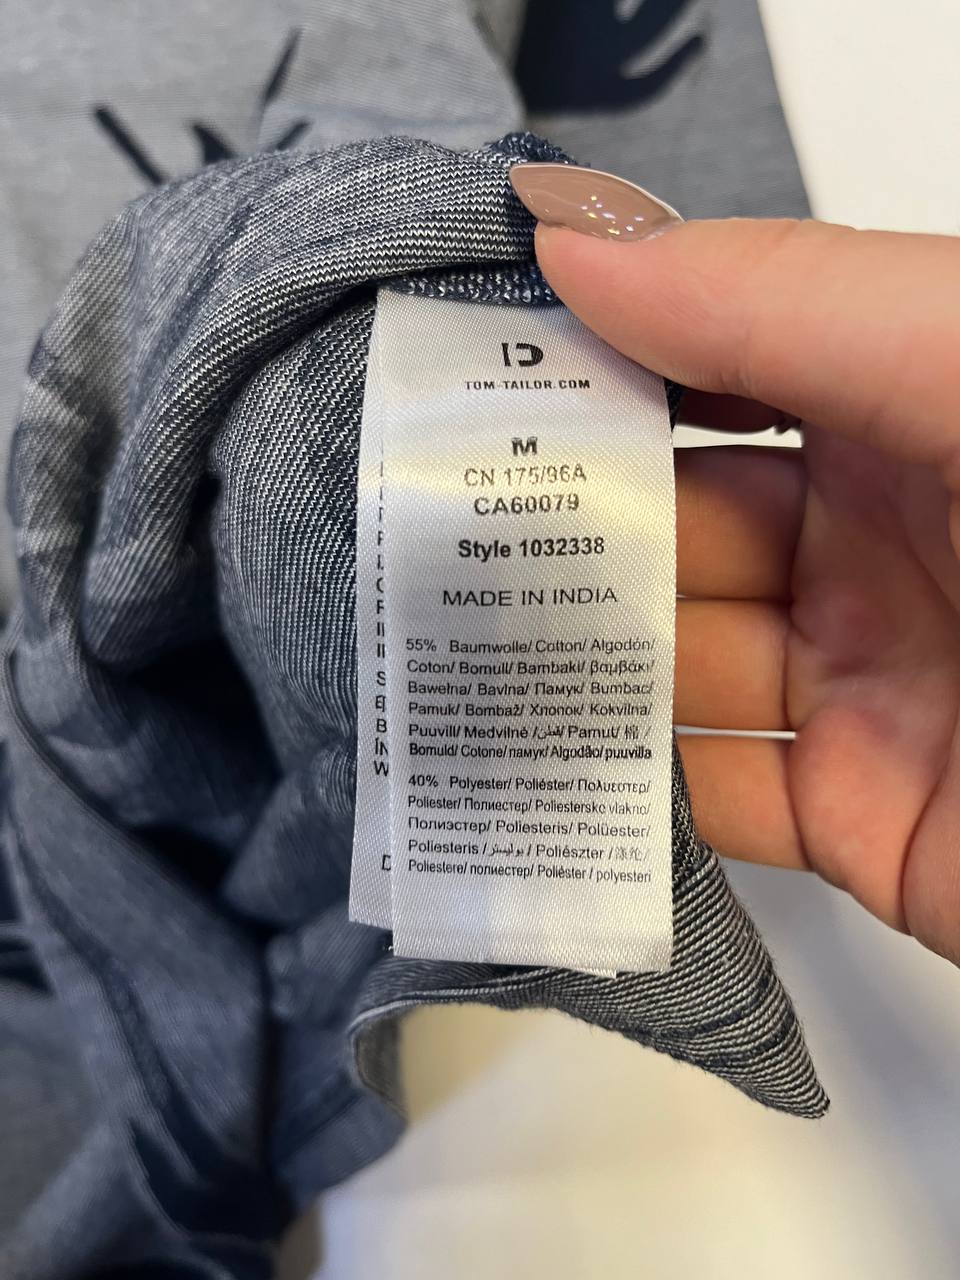 TOM-TAILOR.COM
M
CN 175/96A
CA60079
Style 1032338
MADE IN INDIA
55% Baumwolle/ Cotton/ Algodón/
Coton/ Bomull/ Bambaki/ βαμβάκι/
Bawełna/ Bavlna/ Памук/ Bumbac/
Pamuk/ Bombaž/ Хлопок/ Kokvilna/
Puuvill/ Medvilné /قطن/ Pamut/ 棉 /
Bomuld/ Cotone/ памук/ Algodão/ puuvilla
40% Polyester/ Poliéster/ Πολυεστερ/
Poliester/ Полиестер/ Poliestersko vlakno/
Полиэстер/ Poliesteris/ Polüester/
Poliesteris / بوليستر / Poliészter / 涤纶 /
Poliestere/ полиестер/ Poliéster / polyesteri